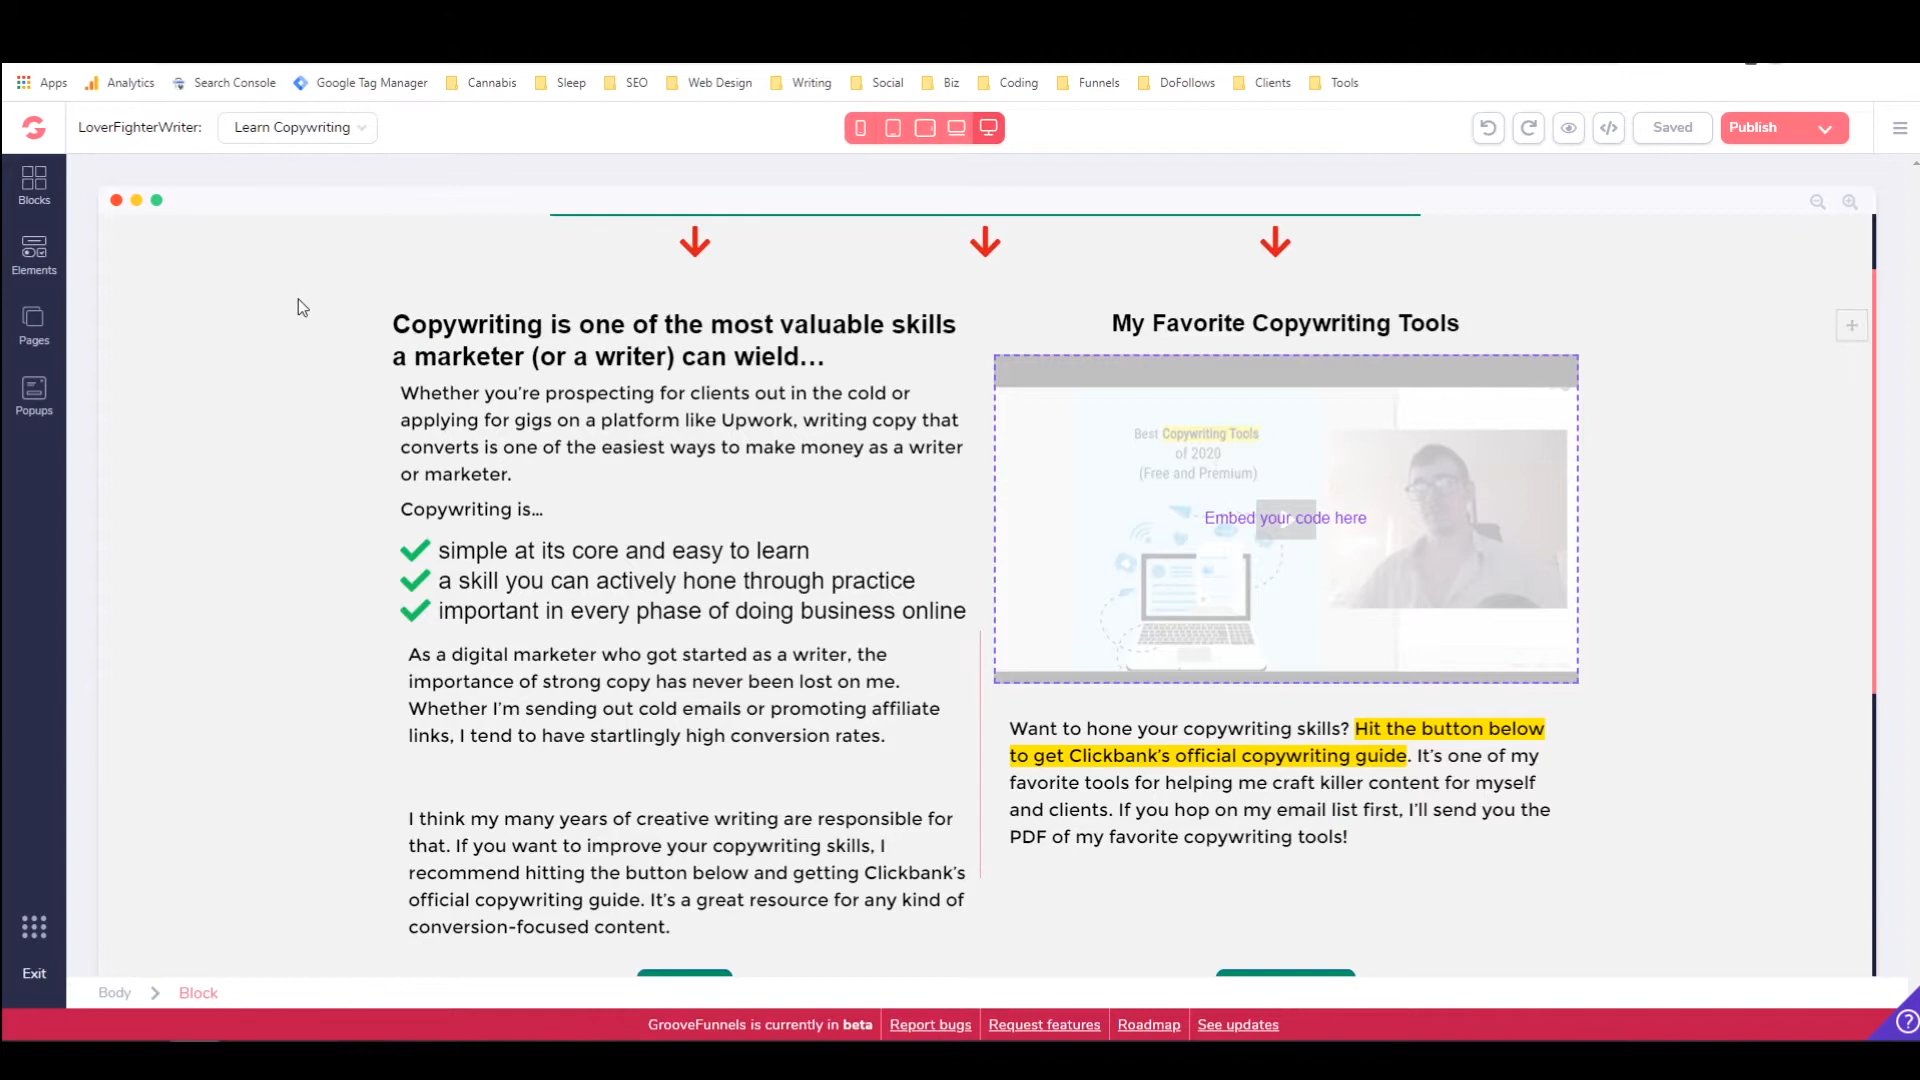 Apps Analytics Search Console Google Tag Manager Cannabis Sleep SEO Web Design Writing Social Biz Coding Funnels DoFollows Clients Tools
LoverFighterWriter: Learn Copywriting Saved Publish
Blocks
Elements
Pages
Popups
Exit
Copywriting is one of the most valuable skills
a marketer (or a writer) can wield...
Whether you're prospecting for clients out in the cold or
applying for gigs on a platform like Upwork, writing copy that
converts is one of the easiest ways to make money as a writer
or marketer.
Copywriting is...
simple at its core and easy to learn
a skill you can actively hone through practice
important in every phase of doing business online
As a digital marketer who got started as a writer, the
importance of strong copy has never been lost on me.
Whether I'm sending out cold emails or promoting affiliate
links, I tend to have startlingly high conversion rates.
I think my many years of creative writing are responsible for
that. If you want to improve your copywriting skills, I
recommend hitting the button below and getting Clickbank's
official copywriting guide. It's a great resource for any kind of
conversion-focused content.
My Favorite Copywriting Tools
Best Copywriting Tools
of 2020
(Free and Premium)
Embed your code here
Want to hone your copywriting skills? Hit the button below
to get Clickbank's official copywriting guide. It's one of my
favorite tools for helping me craft killer content for myself
and clients. If you hop on my email list first, I'll send you the
PDF of my favorite copywriting tools!
Body Block
GrooveFunnels is currently in beta Report bugs Request features Roadmap See updates